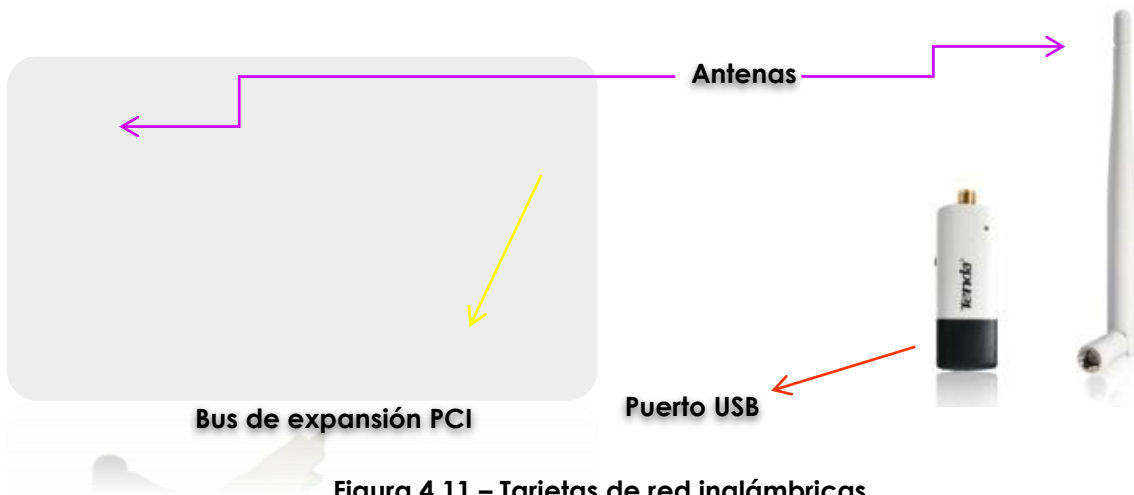 Antenas
Tenda
Puerto USB
Bus de expansión PCI
Figura 4.11 – Tarjetas de red inalámbricas